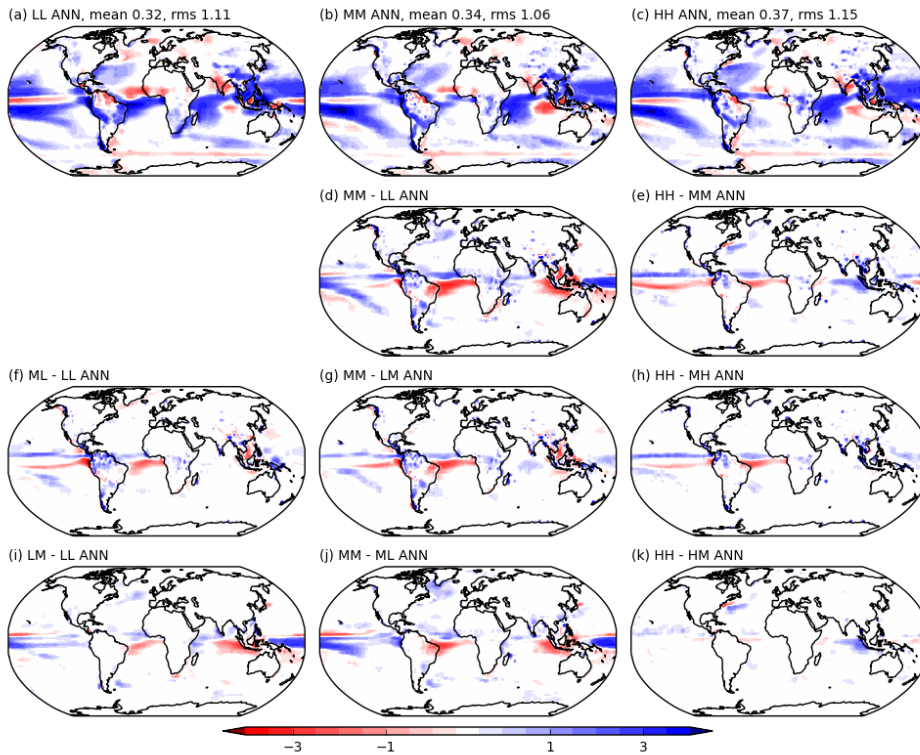 (a) LL ANN, mean 0.32, rms 1.11
(b) MM ANN, mean 0.34, rms 1.06
(c) HH ANN, mean 0.37, rms 1.15
(d) MM - LL ANN
(e) HH - MM ANN
(f) ML - LL ANN
(g) MM - LM ANN
(h) HH - MH ANN
(i) LM - LL ANN
(j) MM - ML ANN
(k) HH - HM ANN
−3 −1 1 3